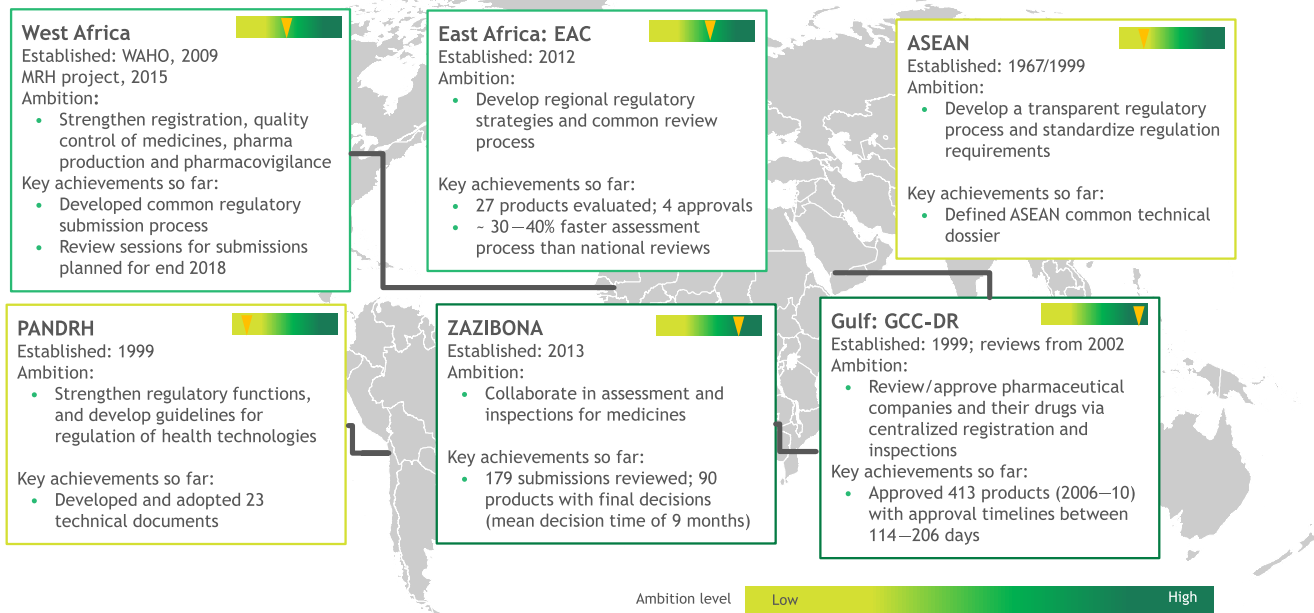 West Africa
Established: WAHO, 2009
MRH project, 2015
Ambition:
• Strengthen registration, quality
control of medicines, pharma
production and pharmacovigilance
Key achievements so far:
• Developed common regulatory
submission process
• Review sessions for submissions
planned for end 2018
East Africa: EAC
Established: 2012
Ambition:
• Develop regional regulatory
strategies and common review
process
Key achievements so far:
• 27 products evaluated; 4 approvals
• ~ 30—40% faster assessment
process than national reviews
ASEAN
Established: 1967/1999
Ambition:
• Develop a transparent regulatory
process and standardize regulation
requirements
Key achievements so far:
• Defined ASEAN common technical
dossier
PANDRH
Established: 1999
Ambition:
• Strengthen regulatory functions,
and develop guidelines for
regulation of health technologies
Key achievements so far:
• Developed and adopted 23
technical documents
ZAZIBONA
Established: 2013
Ambition:
• Collaborate in assessment and
inspections for medicines
Key achievements so far:
• 179 submissions reviewed; 90
products with final decisions
(mean decision time of 9 months)
Gulf: GCC-DR
Established: 1999; reviews from 2002
Ambition:
• Review/approve pharmaceutical
companies and their drugs via
centralized registration and
inspections
Key achievements so far:
• Approved 413 products (2006—10)
with approval timelines between
114—206 days
Ambition level Low High